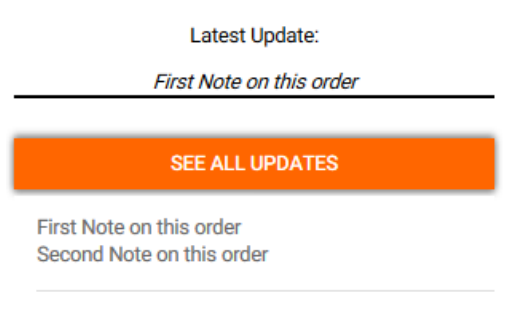 Latest Update:
First Note on this order
SEE ALL UPDATES
First Note on this order
Second Note on this order